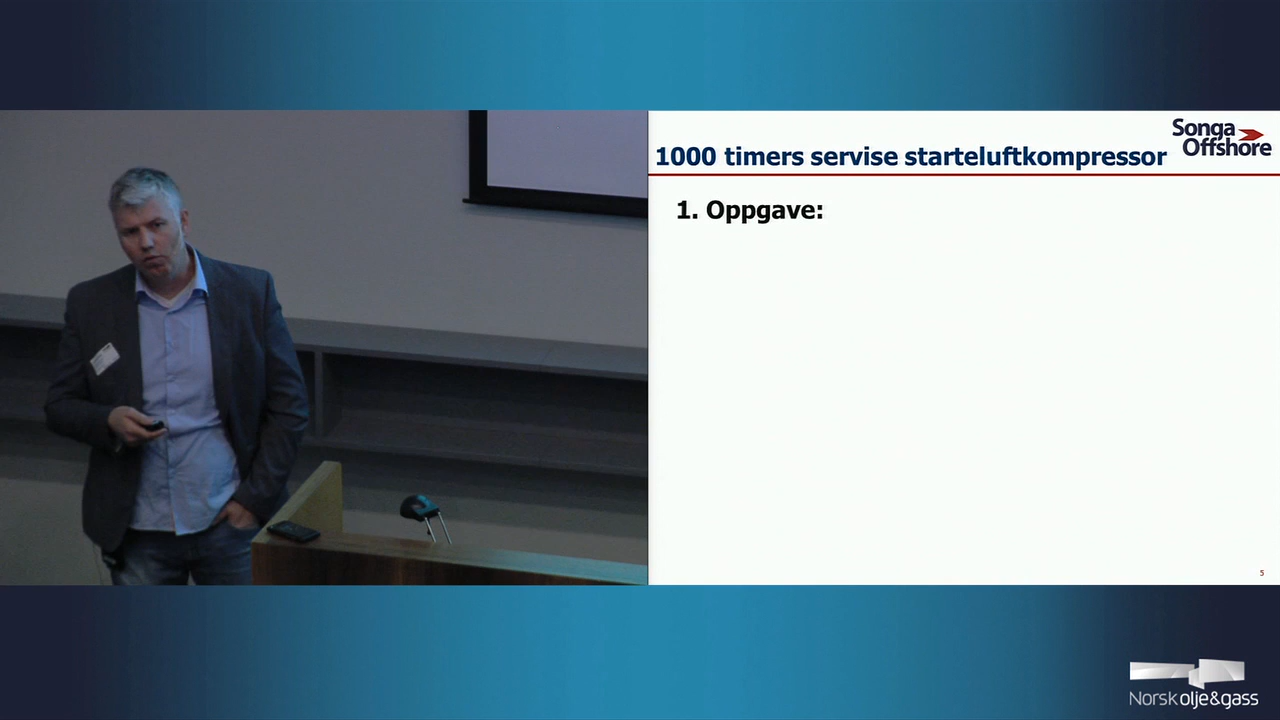 1000 timers servise starteluftkompressor
Songa
Offshore
1. Oppgave:
5
Norskolje&gass